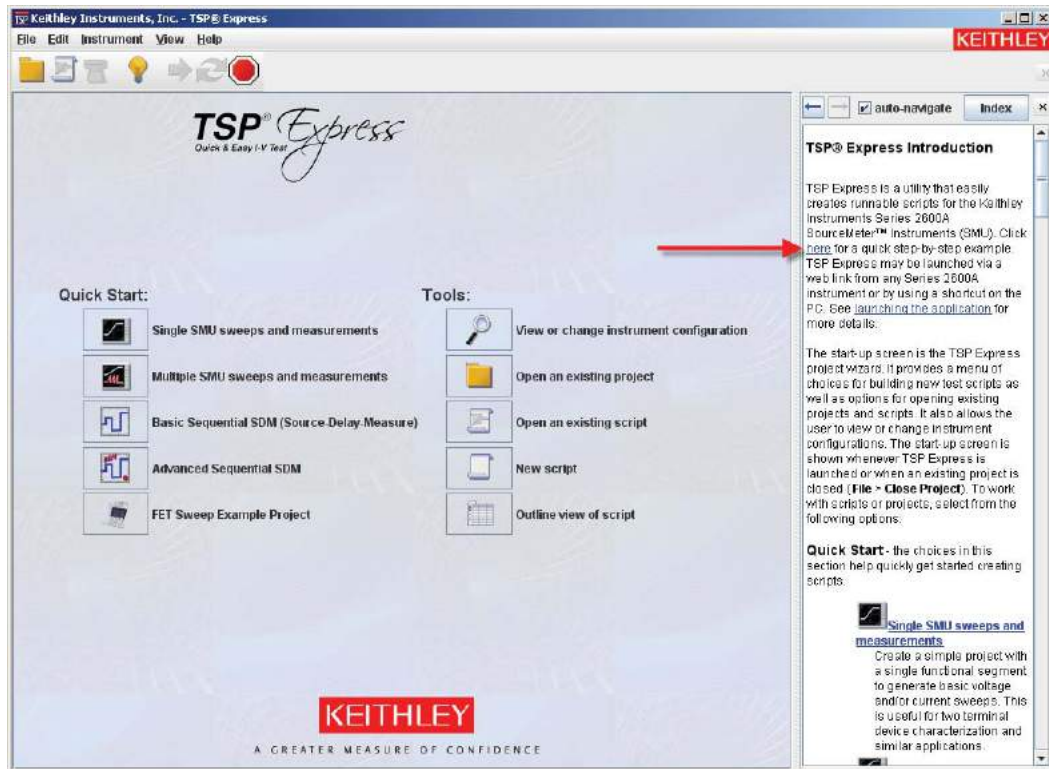 Keithley Instruments, Inc. - TSP® Express
File Edit Instrument View Help
KEITHLEY
TSP® Express
Quick & Easy I-V Test
Quick Start:
Single SMU sweeps and measurements
Multiple SMU sweeps and measurements
Basic Sequential SDM (Source-Delay-Measure)
Advanced Sequential SDM
FET Sweep Example Project
Tools:
View or change instrument configuration
Open an existing project
Open an existing script
New script
Outline view of script
KEITHLEY
A GREATER MEASURE OF CONFIDENCE
auto-navigate Index
TSP® Express Introduction
TSP Express is a utility that easily
creates runnable scripts for the Keithley
Instruments Series 2600A
SourceMeter™ Instruments (SMU). Click
here for a quick step-by-step example.
TSP Express may be launched via a
web link from any Series 2600A
instrument or by using a shortcut on the
PC. See launching the application for
more details.
The start-up screen is the TSP Express
project wizard. It provides a menu of
choices for building new test scripts as
well as options for opening existing
projects and scripts. It also allows the
user to view or change instrument
configurations. The start-up screen is
shown whenever TSP Express is
launched or when an existing project is
closed (File > Close Project). To work
with scripts or projects, select from the
following options:
Quick Start - the choices in this
section help quickly get started creating
scripts.
Single SMU sweeps and
measurements
Create a simple project with
a single functional segment
to generate basic voltage
and/or current sweeps. This
is useful for two terminal
device characterization and
similar applications.